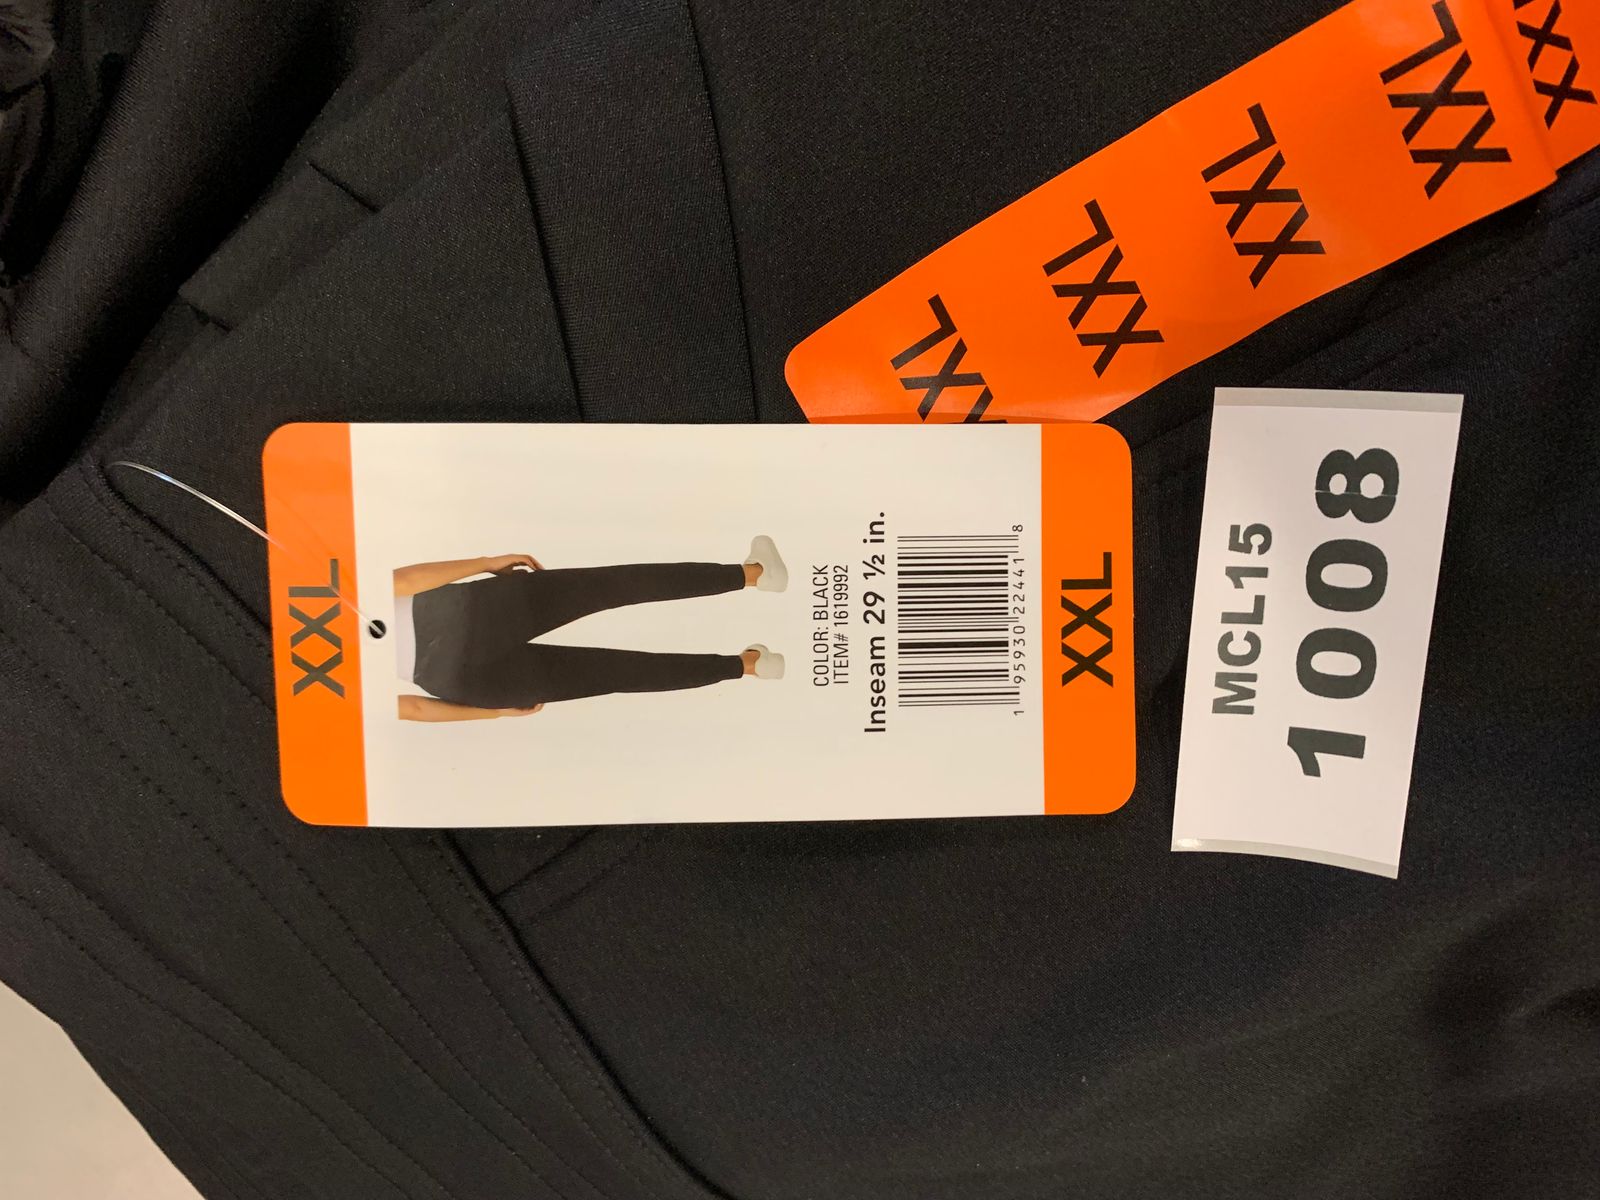 XXL
COLOR: BLACK
ITEM# 1619992
Inseam 29 ½ in.
1 95930 22441 8
XXL
XXL
XXL
XXL
XXL
XX
MCL15
1008